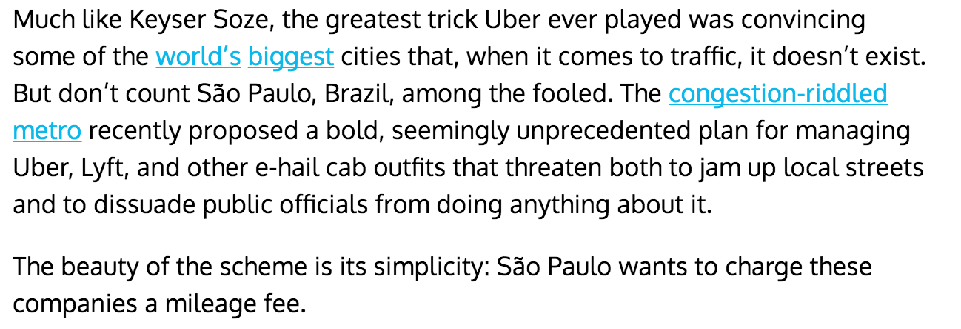 Much like Keyser Soze, the greatest trick Uber ever played was convincing
some of the world's biggest cities that, when it comes to traffic, it doesn't exist.
But don't count São Paulo, Brazil, among the fooled. The congestion-riddled
metro recently proposed a bold, seemingly unprecedented plan for managing
Uber, Lyft, and other e-hail cab outfits that threaten both to jam up local streets
and to dissuade public officials from doing anything about it.
The beauty of the scheme is its simplicity: São Paulo wants to charge these
companies a mileage fee.